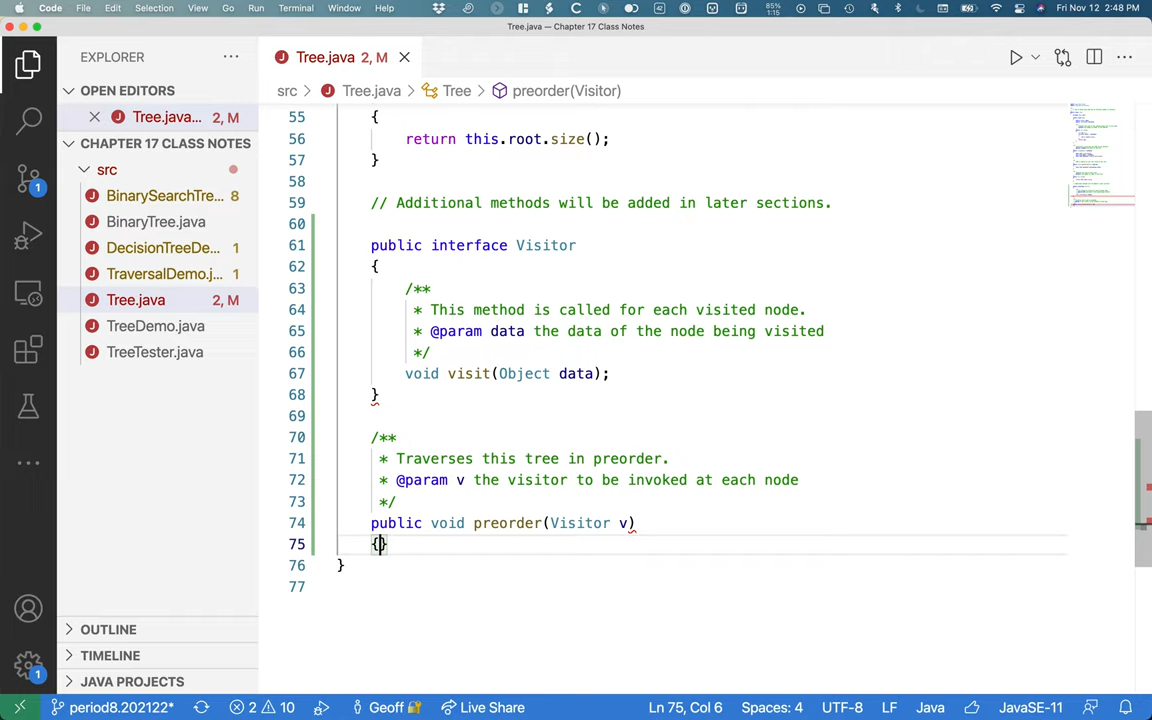 Code File Edit Selection View Go Run Terminal Window Help 42 85% 1:15 Fri Nov 12 2:48 PM
Tree.java — Chapter 17 Class Notes
EXPLORER ···
Tree.java 2, M
OPEN EDITORS
Tree.java... 2, M
CHAPTER 17 CLASS NOTES
src
BinarySearchTre... 8
BinaryTree.java
DecisionTreeDe... 1
TraversalDemo.j... 1
Tree.java 2, M
TreeDemo.java
TreeTester.java
OUTLINE
TIMELINE
JAVA PROJECTS
1
1
src > Tree.java > Tree > preorder(Visitor)
55 {
56 return this.root.size();
57 }
58
59 // Additional methods will be added in later sections.
60
61 public interface Visitor
62 {
63 /**
64 * This method is called for each visited node.
65 * @param data the data of the node being visited
66 */
67 void visit(Object data);
68 }
69
70 /**
71 * Traverses this tree in preorder.
72 * @param v the visitor to be invoked at each node
73 */
74 public void preorder(Visitor v)
75 {}
76 }
77
period8.202122* 2 10 Geoff Live Share Ln 75, Col 6 Spaces: 4 UTF-8 LF Java JavaSE-11